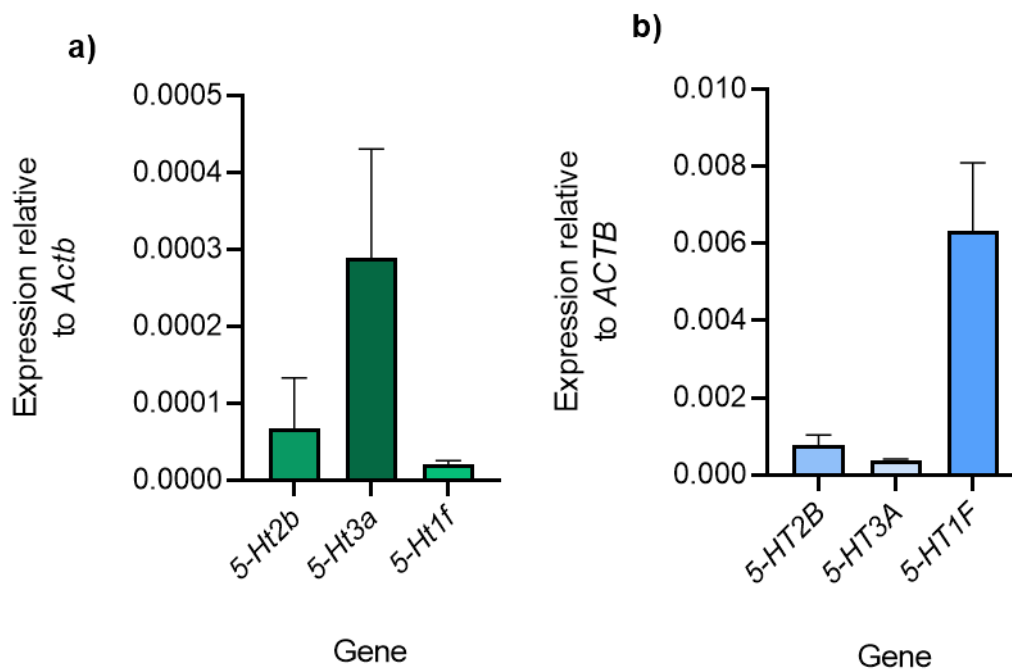 a)
Expression relative
to Actb
0.0005
0.0004
0.0003
0.0002
0.0001
0.0000
5-Ht2b
5-Ht3a
5-Ht1f
Gene
b)
Expression relative
to ACTB
0.010
0.008
0.006
0.004
0.002
0.000
5-HT2B
5-HT3A
5-HT1F
Gene